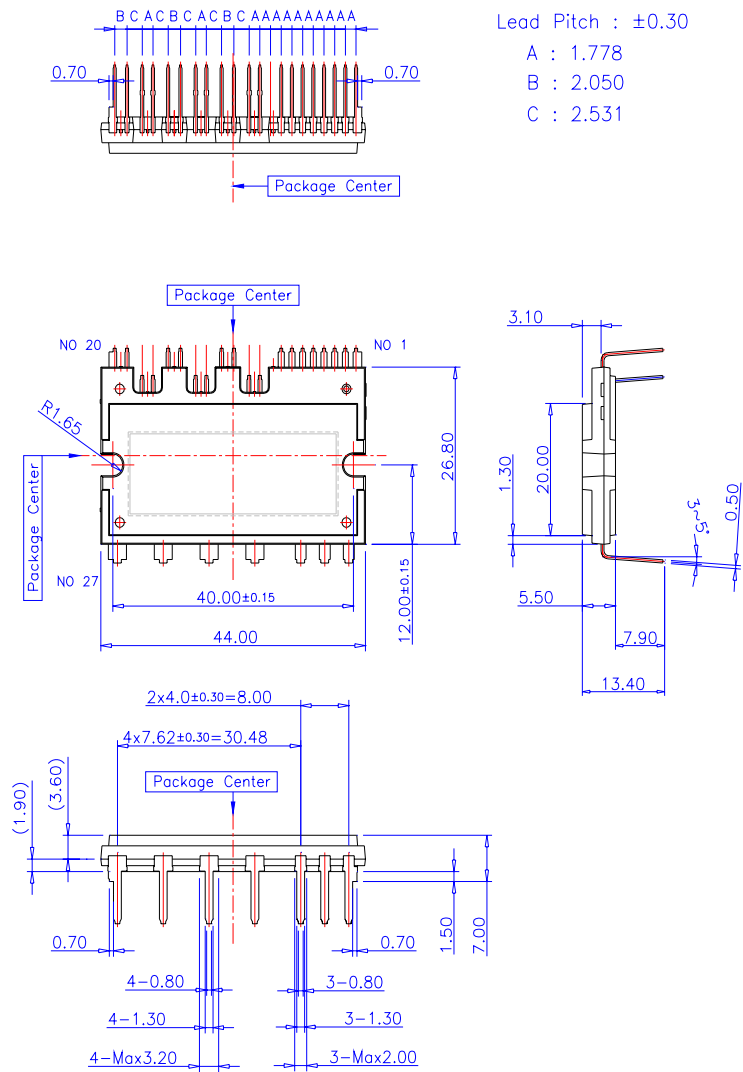 B C A C B C A C B C A A A A A A A A A A
Lead Pitch : ±0.30
A : 1.778
B : 2.050
C : 2.531
0.70
0.70
Package Center
Package Center
NO 20
NO 1
3.10
R1.65
Package Center
26.80
1.30
20.00
3~5°
0.50
NO 27
40.00±0.15
12.00±0.15
44.00
5.50
7.90
13.40
2x4.0±0.30=8.00
4x7.62±0.30=30.48
Package Center
(1.90)
(3.60)
1.50
7.00
0.70
0.70
4-0.80
3-0.80
4-1.30
3-1.30
4-Max3.20
3-Max2.00